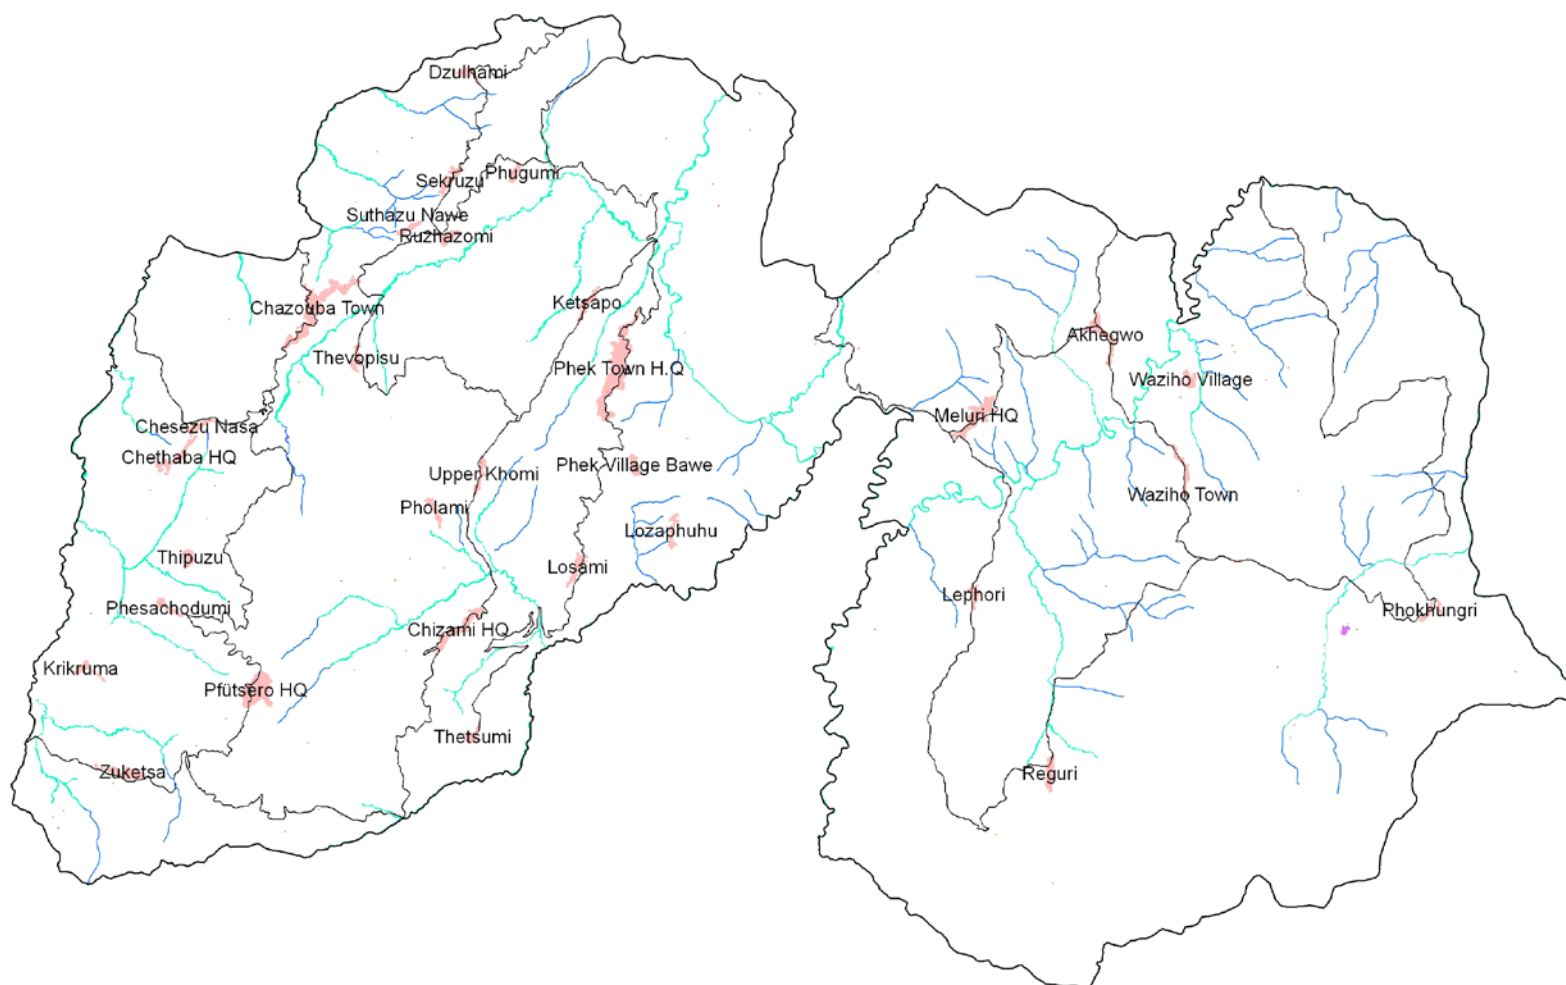 Dzulhami
Sekruzu
Phugumi
Suthazu Nawe
Ruzhazomi
Chazouba Town
Ketsapo
Thevopisu
Phek Town H.Q
Akhegwo
Waziho Village
Meluri HQ
Chesezu Nasa
Chethaba HQ
Upper Khomi
Phek Village Bawe
Pholami
Waziho Town
Lozaphuhu
Thipuzu
Losami
Lephori
Phesachodumi
Phokhungri
Chizami HQ
Krikruma
Pfütsero HQ
Thetsumi
Zuketsa
Reguri